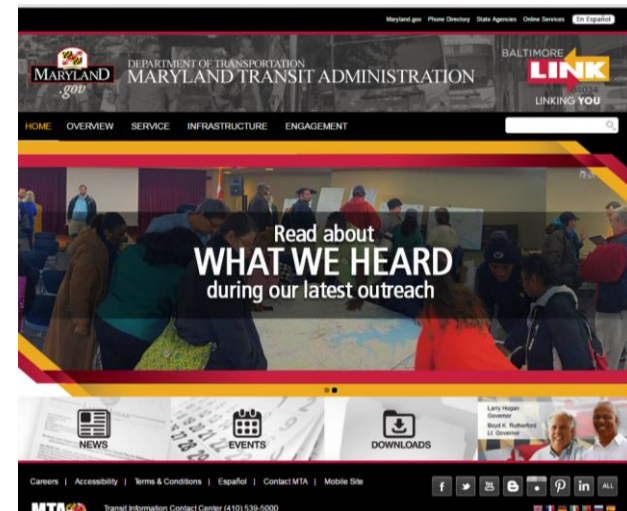 Maryland.gov Phone Directory State Agencies Online Services En Español
MARYLAND
.gov
DEPARTMENT OF TRANSPORTATION
MARYLAND TRANSIT ADMINISTRATION
BALTIMORE
LINK
04034
LINKING YOU
HOME OVERVIEW SERVICE INFRASTRUCTURE ENGAGEMENT
Read about
WHAT WE HEARD
during our latest outreach
NEWS
EVENTS
DOWNLOADS
Larry Hogan
Governor
Boyd K. Rutherford
Lt. Governor
Careers | Accessibility | Terms & Conditions | Español | Contact MTA | Mobile Site
ALL
MTA
Transit Information Contact Center (410) 539-5000